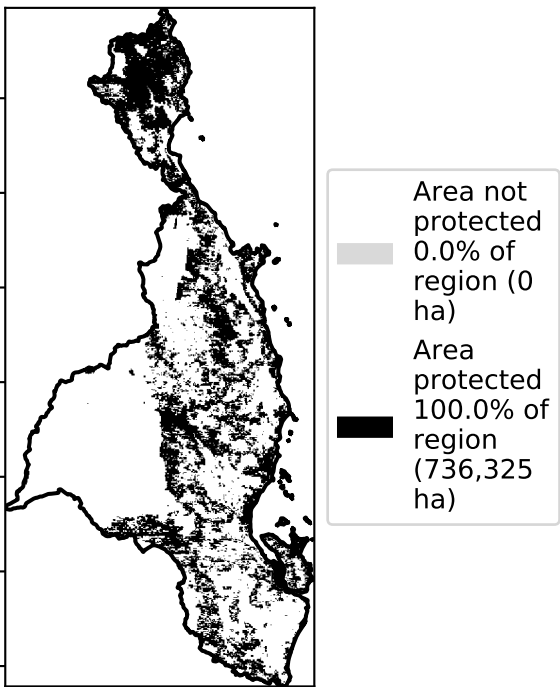 Area not
protected
0.0% of
region (0
ha)
Area
protected
100.0% of
region
(736,325
ha)